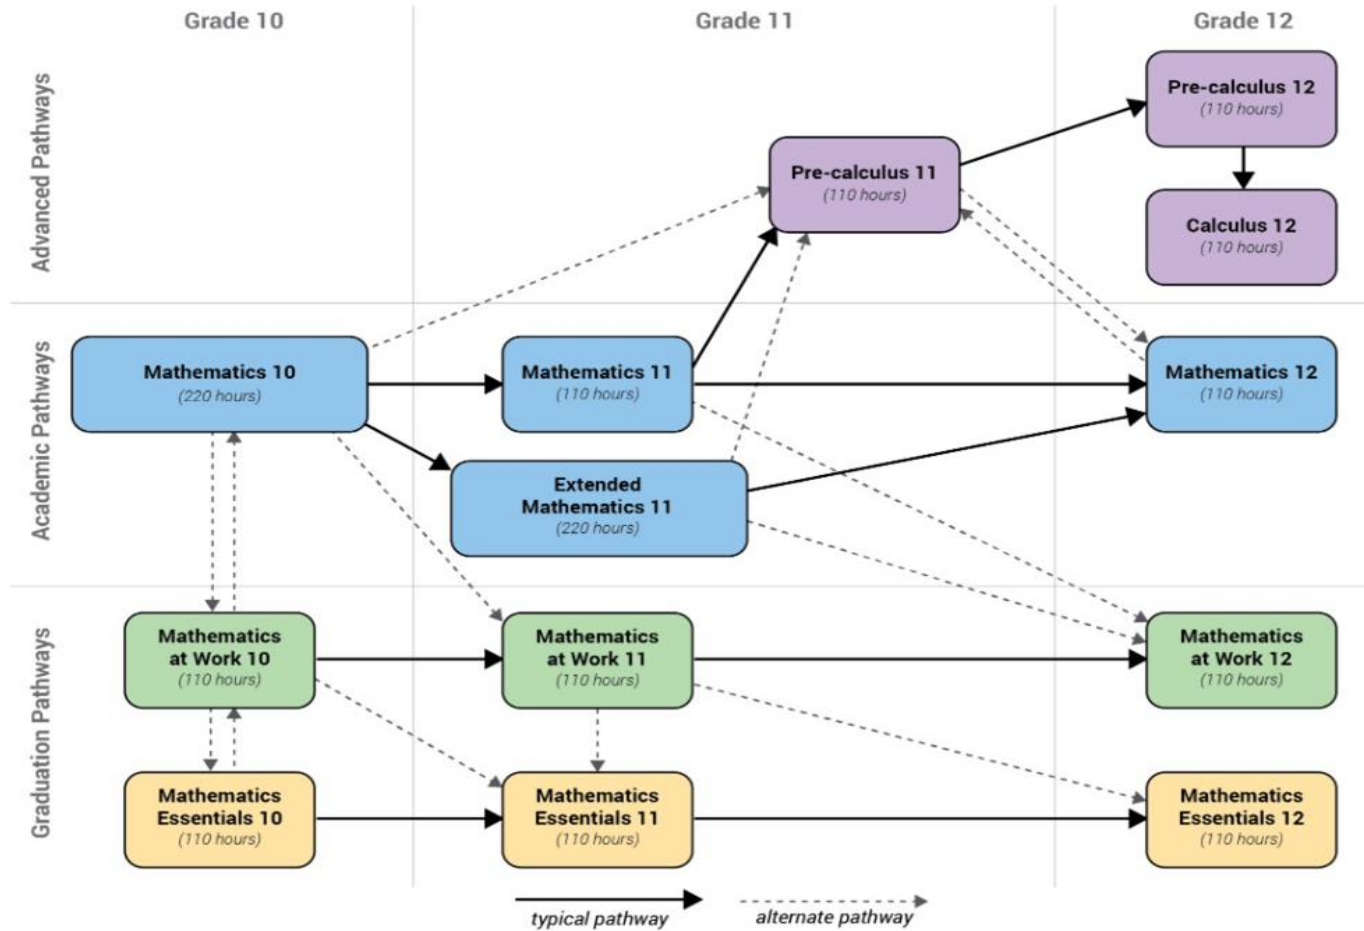 Grade 10
Grade 11
Grade 12
Advanced Pathways
Pre-calculus 12
(110 hours)
Pre-calculus 11
(110 hours)
Calculus 12
(110 hours)
Academic Pathways
Mathematics 10
(220 hours)
Mathematics 11
(110 hours)
Mathematics 12
(110 hours)
Extended
Mathematics 11
(220 hours)
Graduation Pathways
Mathematics
at Work 10
(110 hours)
Mathematics
at Work 11
(110 hours)
Mathematics
at Work 12
(110 hours)
Mathematics
Essentials 10
(110 hours)
Mathematics
Essentials 11
(110 hours)
Mathematics
Essentials 12
(110 hours)
typical pathway
alternate pathway